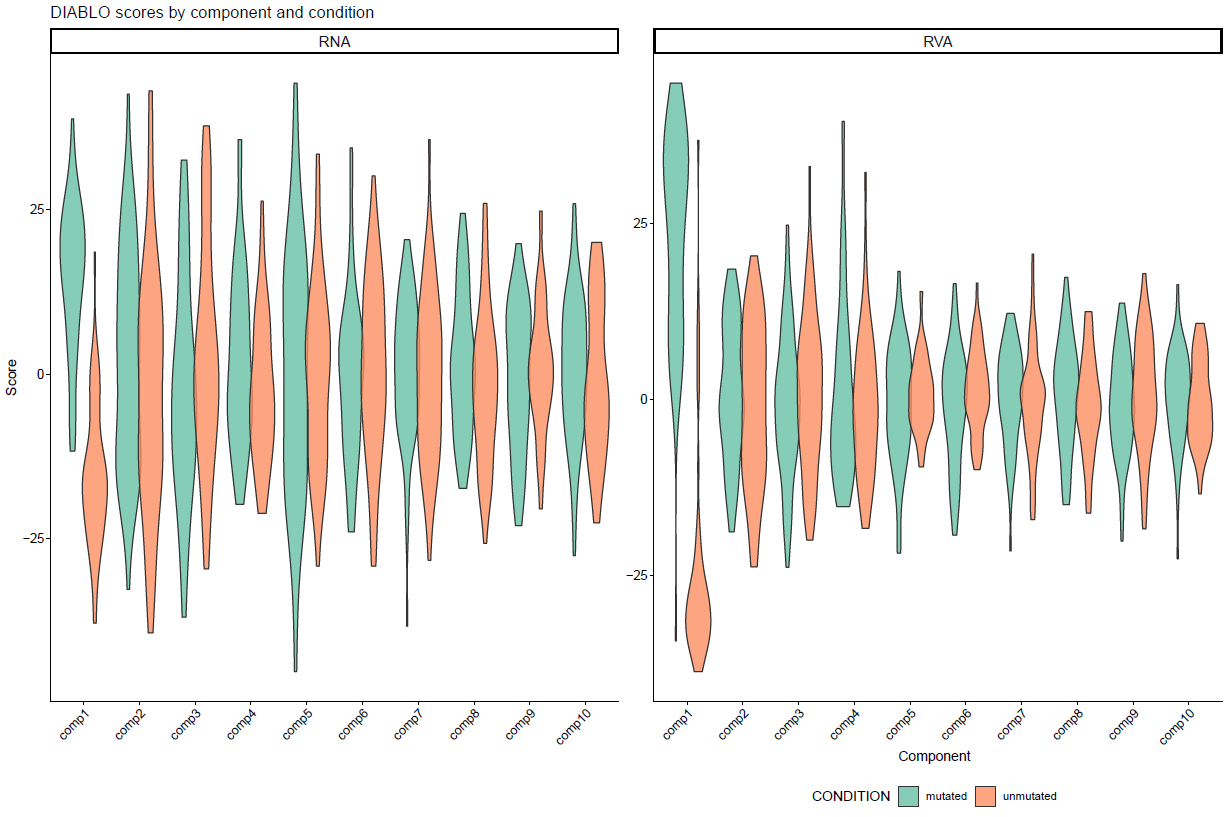 DIABLO scores by component and condition
RNA
RVA
Score
25
0
−25
25
0
−25
comp1
comp2
comp3
comp4
comp5
comp6
comp7
comp8
comp9
comp10
comp1
comp2
comp3
comp4
comp5
comp6
comp7
comp8
comp9
comp10
Component
CONDITION mutated unmutated